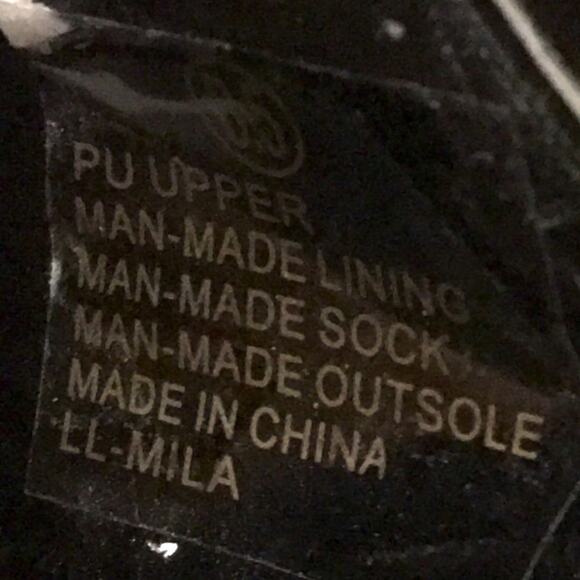 PU UPPER
MAN-MADE LINING
MAN-MADE SOCK
MAN-MADE OUTSOLE
MADE IN CHINA
LL-MILA